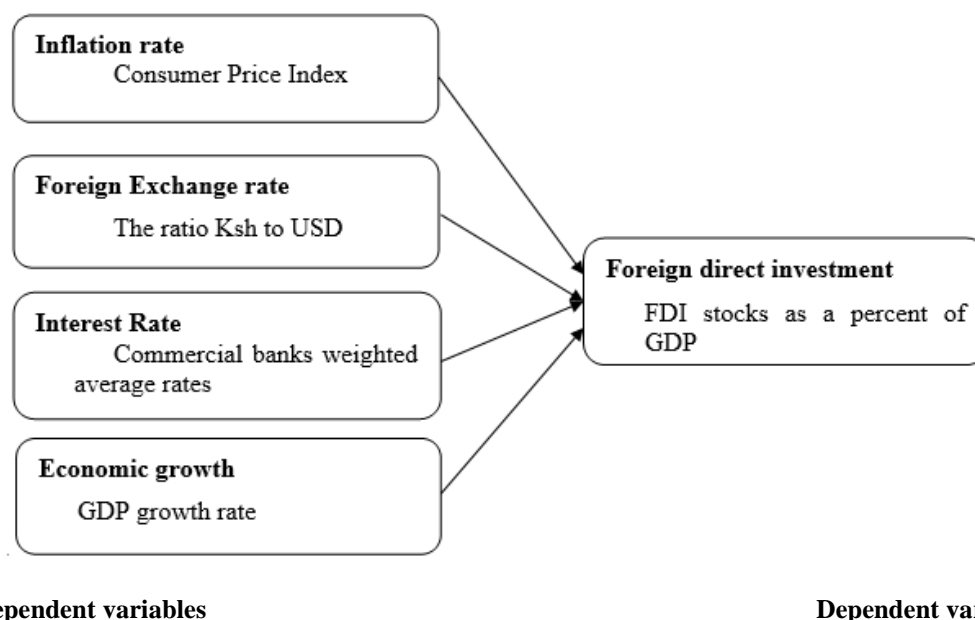 Inflation rate
Consumer Price Index
Foreign Exchange rate
The ratio Ksh to USD
Interest Rate
Commercial banks weighted
average rates
Economic growth
GDP growth rate
Foreign direct investment
FDI stocks as a percent of
GDP
ependent variables
Dependent var